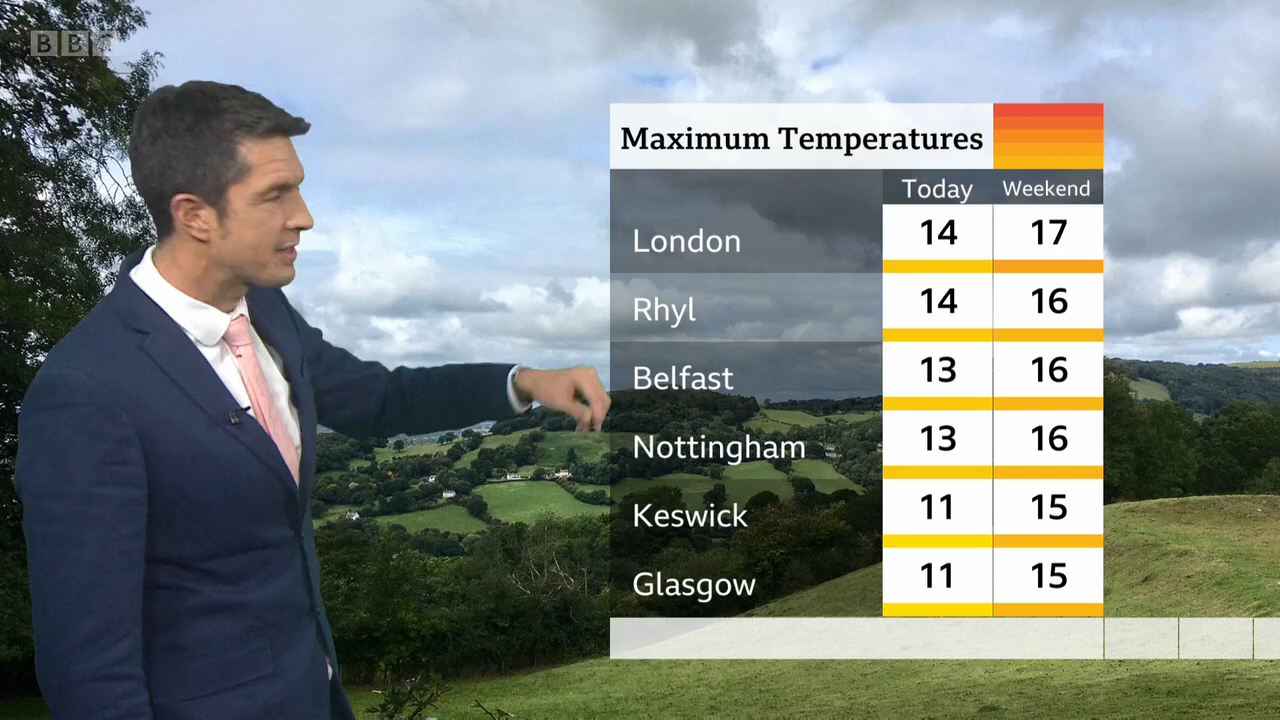 BBC
Maximum Temperatures
Today Weekend
London 14 17
Rhyl 14 16
Belfast 13 16
Nottingham 13 16
Keswick 11 15
Glasgow 11 15